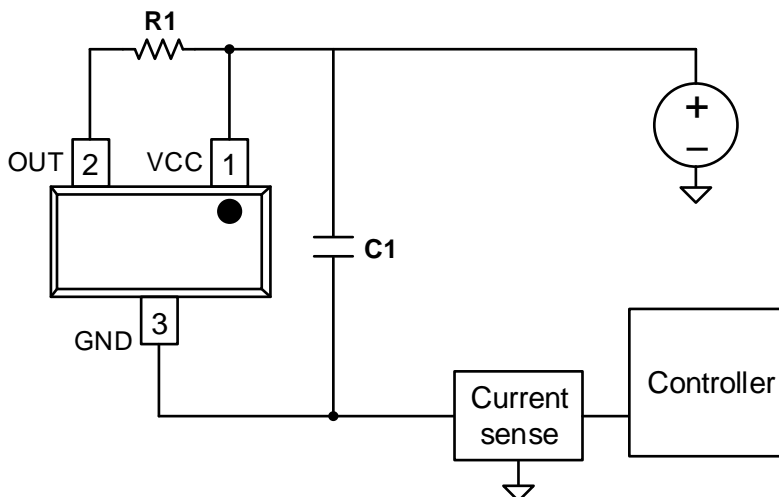 R1
OUT
2
VCC
1
+
−
C1
3
GND
Current
sense
Controller